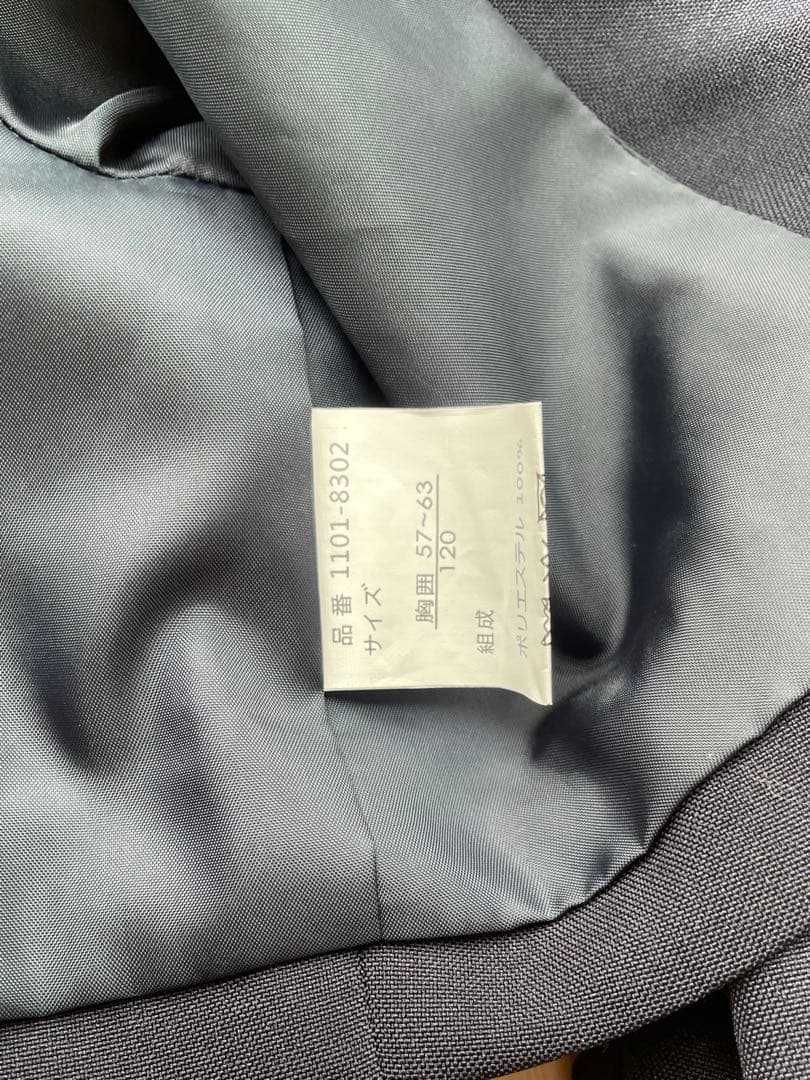 品番 1101-8302
サイズ
胸囲 57~63
120
組成
ポリエステル 100%